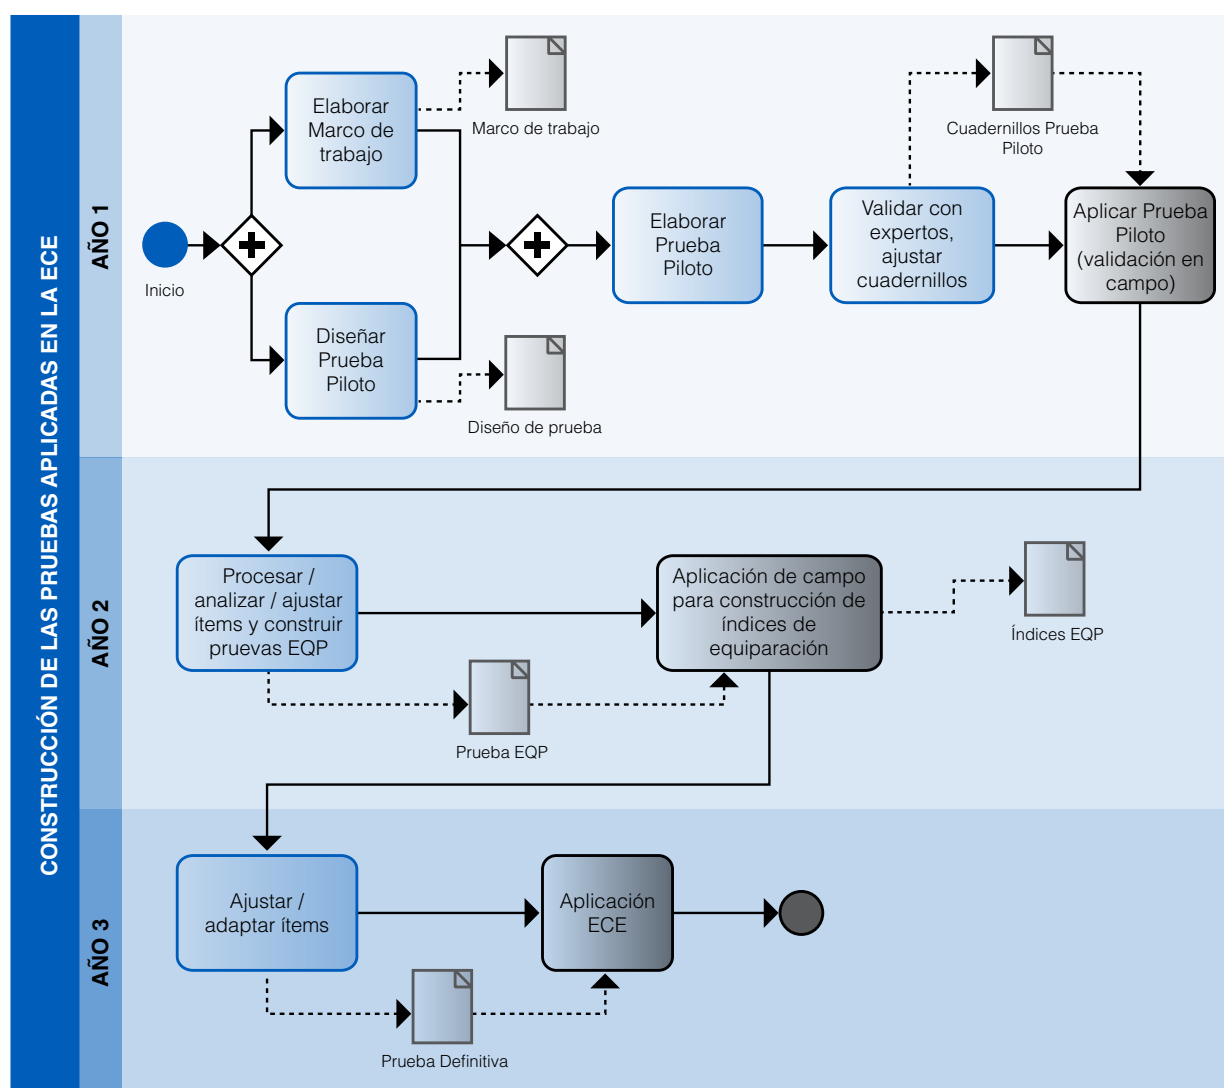 CONSTRUCCIÓN DE LAS PRUEBAS APLICADAS EN LA ECE
AÑO 1
Inicio
Elaborar
Marco de
trabajo
Marco de trabajo
Diseñar
Prueba
Piloto
Diseño de prueba
Elaborar
Prueba
Piloto
Validar con
expertos,
ajustar
cuadernillos
Cuadernillos Prueba
Piloto
Aplicar Prueba
Piloto
(validación en
campo)
AÑO 2
Procesar /
analizar / ajustar
ítems y construir
pruevas EQP
Prueba EQP
Aplicación de campo
para construcción de
índices de
equiparación
Índices EQP
AÑO 3
Ajustar /
adaptar ítems
Prueba Definitiva
Aplicación
ECE